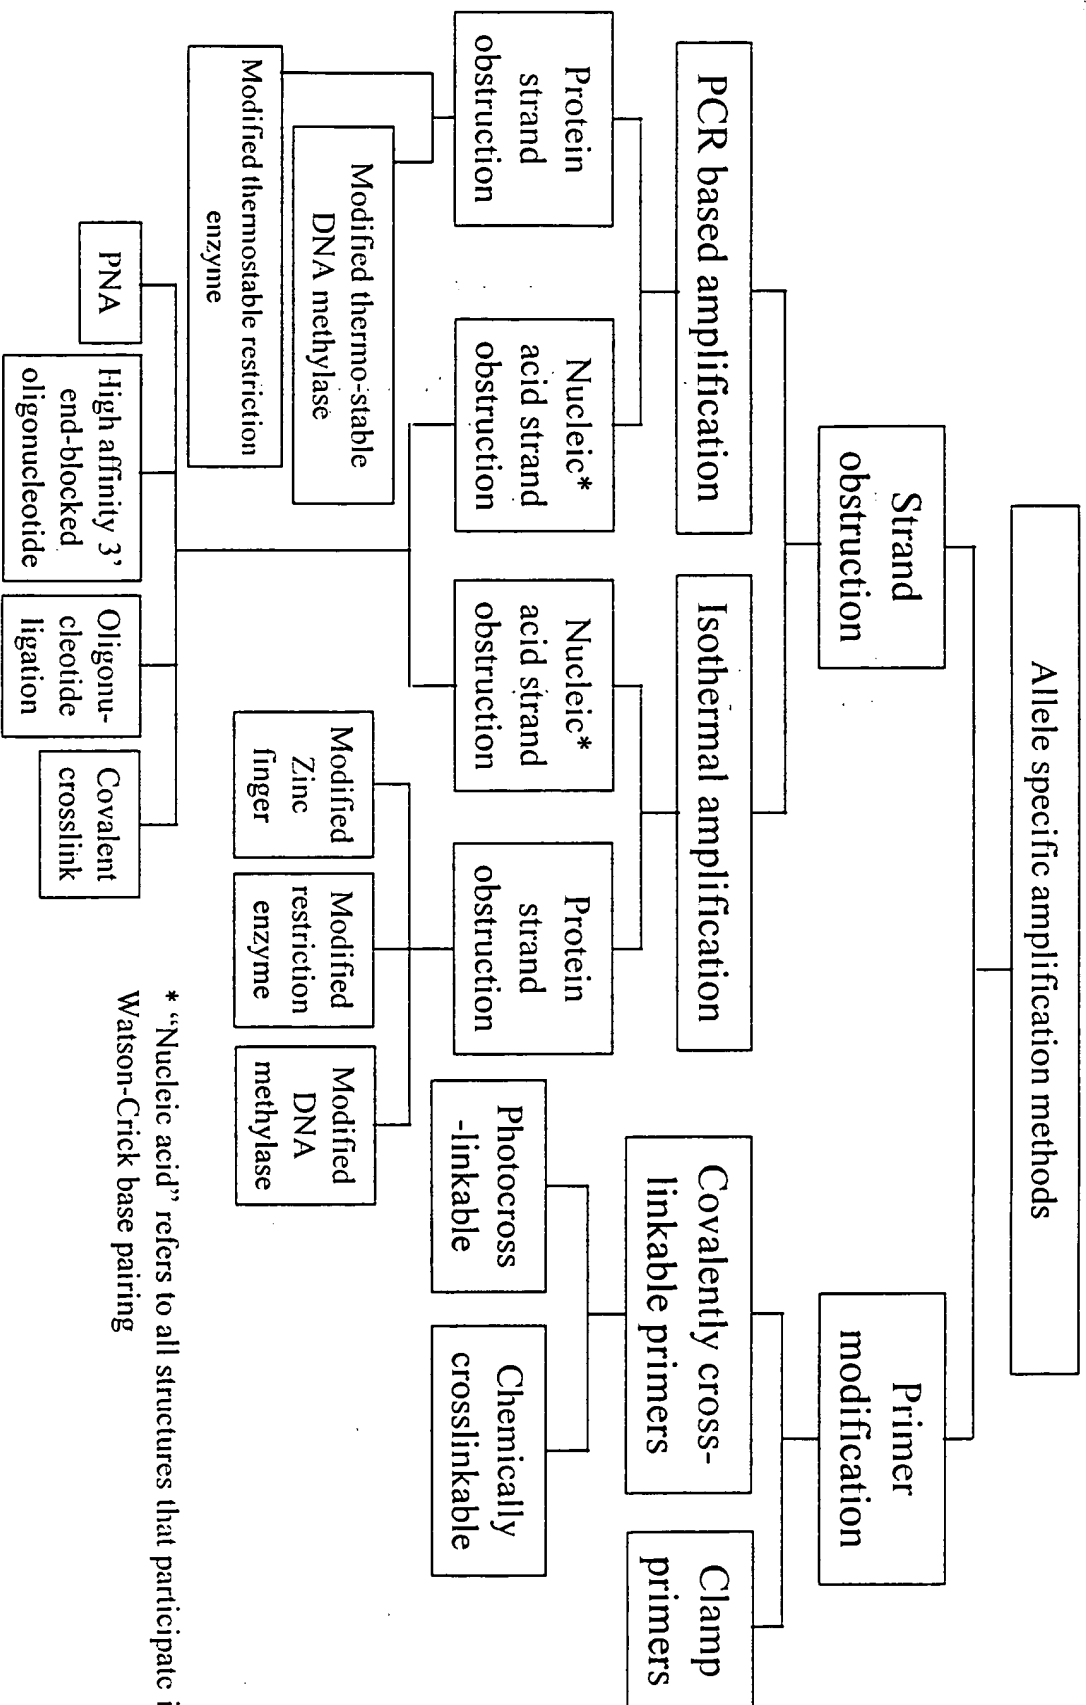 Allele specific amplification methods
Strand
obstruction
Primer
modification
PCR based amplification
Isothermal amplification
Covalently cross-
linkable primers
Clamp
primers
Protein
strand
obstruction
Nucleic*
acid strand
obstruction
Nucleic*
acid strand
obstruction
Protein
strand
obstruction
Photocross
-linkable
Chemically
crosslinkable
Modified thermo-stable
DNA methylase
Modified thermostable restriction
enzyme
Modified
Zinc
finger
Modified
restriction
enzyme
Modified
DNA
methylase
PNA
High affinity 3'
end-blocked
oligonucleotide
Oligonu-
cleotide
ligation
Covalent
crosslink
* “Nucleic acid” refers to all structures that participate
Watson-Crick base pairing